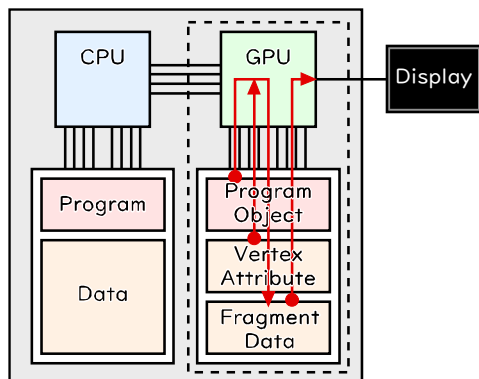 CPU
GPU
Display
Program
Data
Program
Object
Vertex
Attribute
Fragment
Data